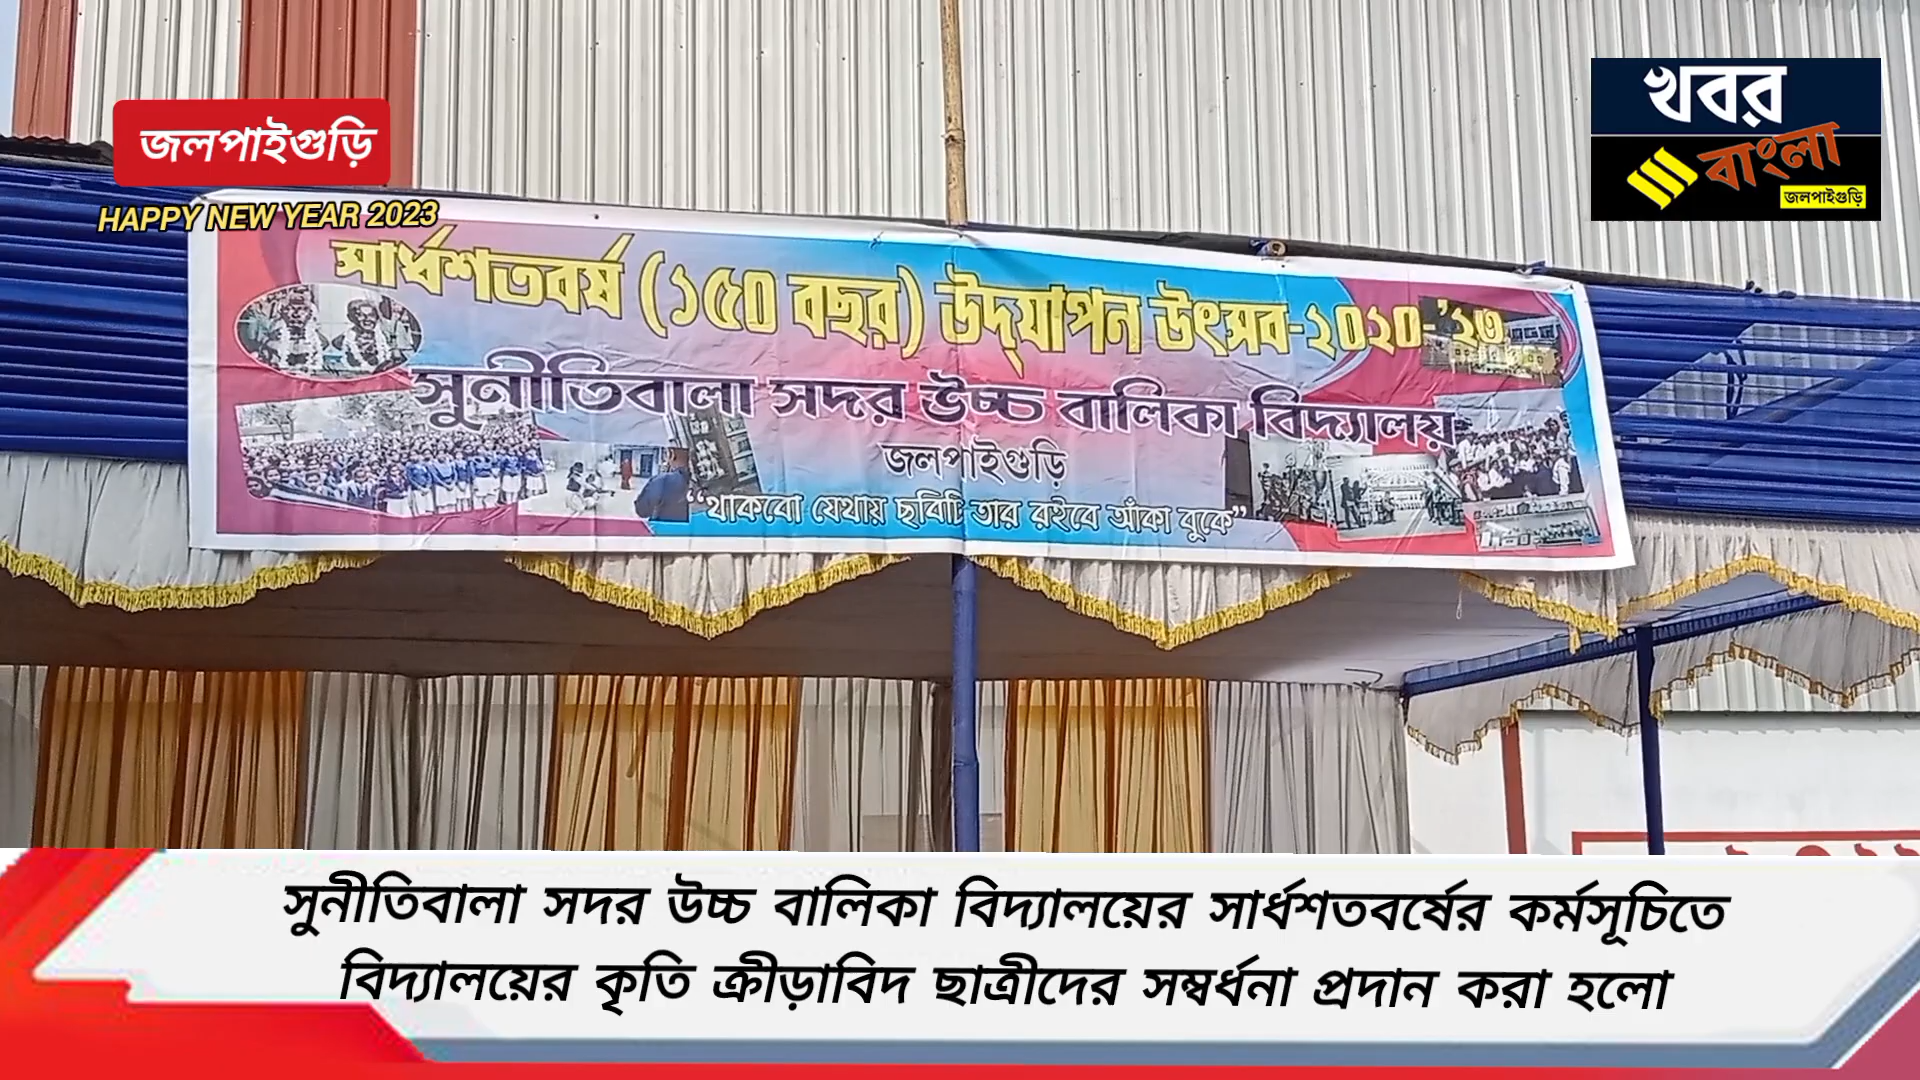 জলপাইগুড়ি
HAPPY NEW YEAR 2023
খবর
বাংলা
জলপাইগুড়ি
সার্ধশতবর্ষ (১৫০ বছর) উদ্‌যাপন উৎসব-২০২০-'২৩
সুনীতিবালা সদর উচ্চ বালিকা বিদ্যালয়
জলপাইগুড়ি
“থাকবো যেথায় ছবিটি তার রইবে আঁকা বুকে”
সুনীতিবালা সদর উচ্চ বালিকা বিদ্যালয়ের সার্ধশতবর্ষের কর্মসূচিতে
বিদ্যালয়ের কৃতি ক্রীড়াবিদ ছাত্রীদের সম্বর্ধনা প্রদান করা হলো